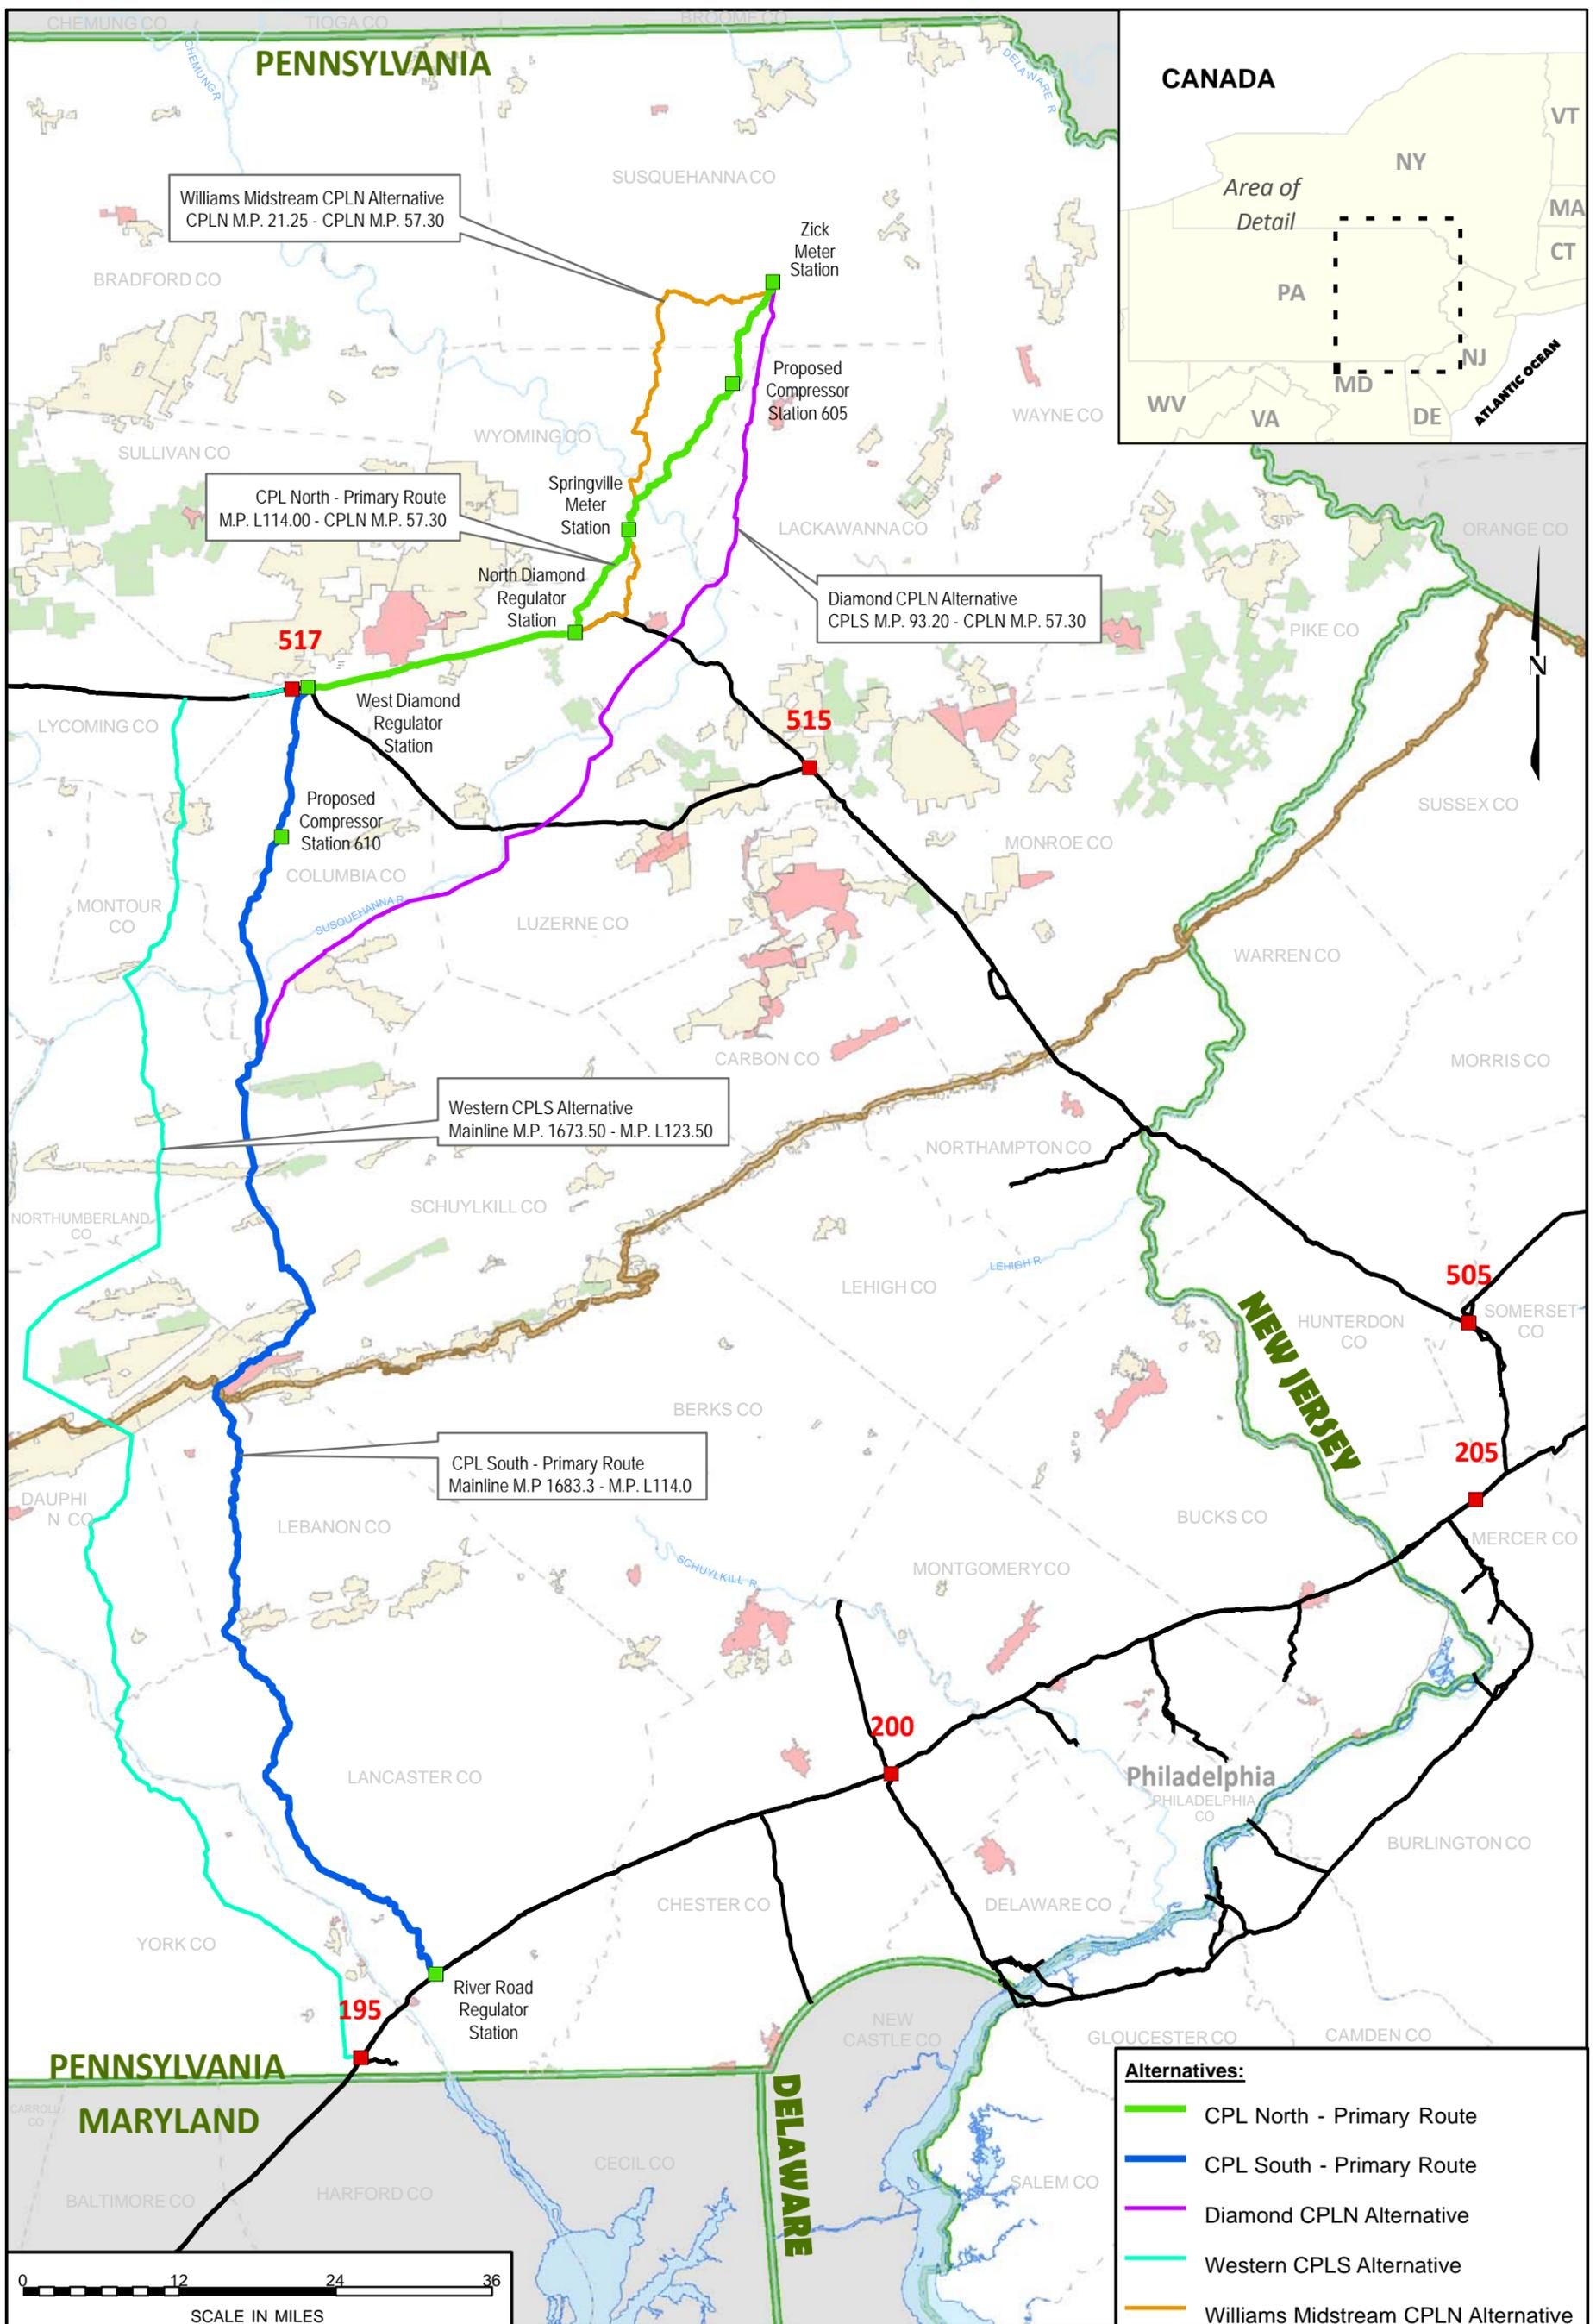 CHEMUNG CO
TIOGA CO
BROOME CO
PENNSYLVANIA
CHEMUNG R
DELAWARE R
CANADA
VT
NY
Area of
Detail
MA
CT
PA
NJ
MD
WV
VA
DE
ATLANTIC OCEAN
SUSQUEHANNA CO
Williams Midstream CPLN Alternative
CPLN M.P. 21.25 - CPLN M.P. 57.30
Zick
Meter
Station
BRADFORD CO
Proposed
Compressor
Station 605
WAYNE CO
WYOMING CO
SULLIVAN CO
Springville
Meter
Station
CPL North - Primary Route
M.P. L114.00 - CPLN M.P. 57.30
LACKAWANNA CO
ORANGE CO
North Diamond
Regulator
Station
Diamond CPLN Alternative
CPLS M.P. 93.20 - CPLN M.P. 57.30
PIKE CO
517
N
West Diamond
Regulator
Station
515
LYCOMING CO
Proposed
Compressor
Station 610
SUSSEX CO
MONROE CO
COLUMBIA CO
MONTOUR
CO
SUSQUEHANNA R
LUZERNE CO
WARREN CO
CARBON CO
MORRIS CO
Western CPLS Alternative
Mainline M.P. 1673.50 - M.P. L123.50
NORTHAMPTON CO
SCHUYLKILL CO
NORTHUMBERLAND
CO
LEHIGH R
LEHIGH CO
505
NEW JERSEY
HUNTERDON
CO
SOMERSET
CO
BERKS CO
205
CPL South - Primary Route
Mainline M.P 1683.3 - M.P. L114.0
DAUPHI
N CO
LEBANON CO
BUCKS CO
MERCER CO
SCHUYLKILL R
MONTGOMERY CO
200
LANCASTER CO
Philadelphia
PHILADELPHIA
CO
BURLINGTON CO
CHESTER CO
DELAWARE CO
YORK CO
River Road
Regulator
Station
195
NEW
CASTLE CO
GLOUCESTER CO
CAMDEN CO
PENNSYLVANIA
MARYLAND
CARROLL
CO
DELAWARE
CECIL CO
SALEM CO
BALTIMORE CO
HARFORD CO
Alternatives:
CPL North - Primary Route
CPL South - Primary Route
Diamond CPLN Alternative
Western CPLS Alternative
Williams Midstream CPLN Alternative
0 12 24 36
SCALE IN MILES